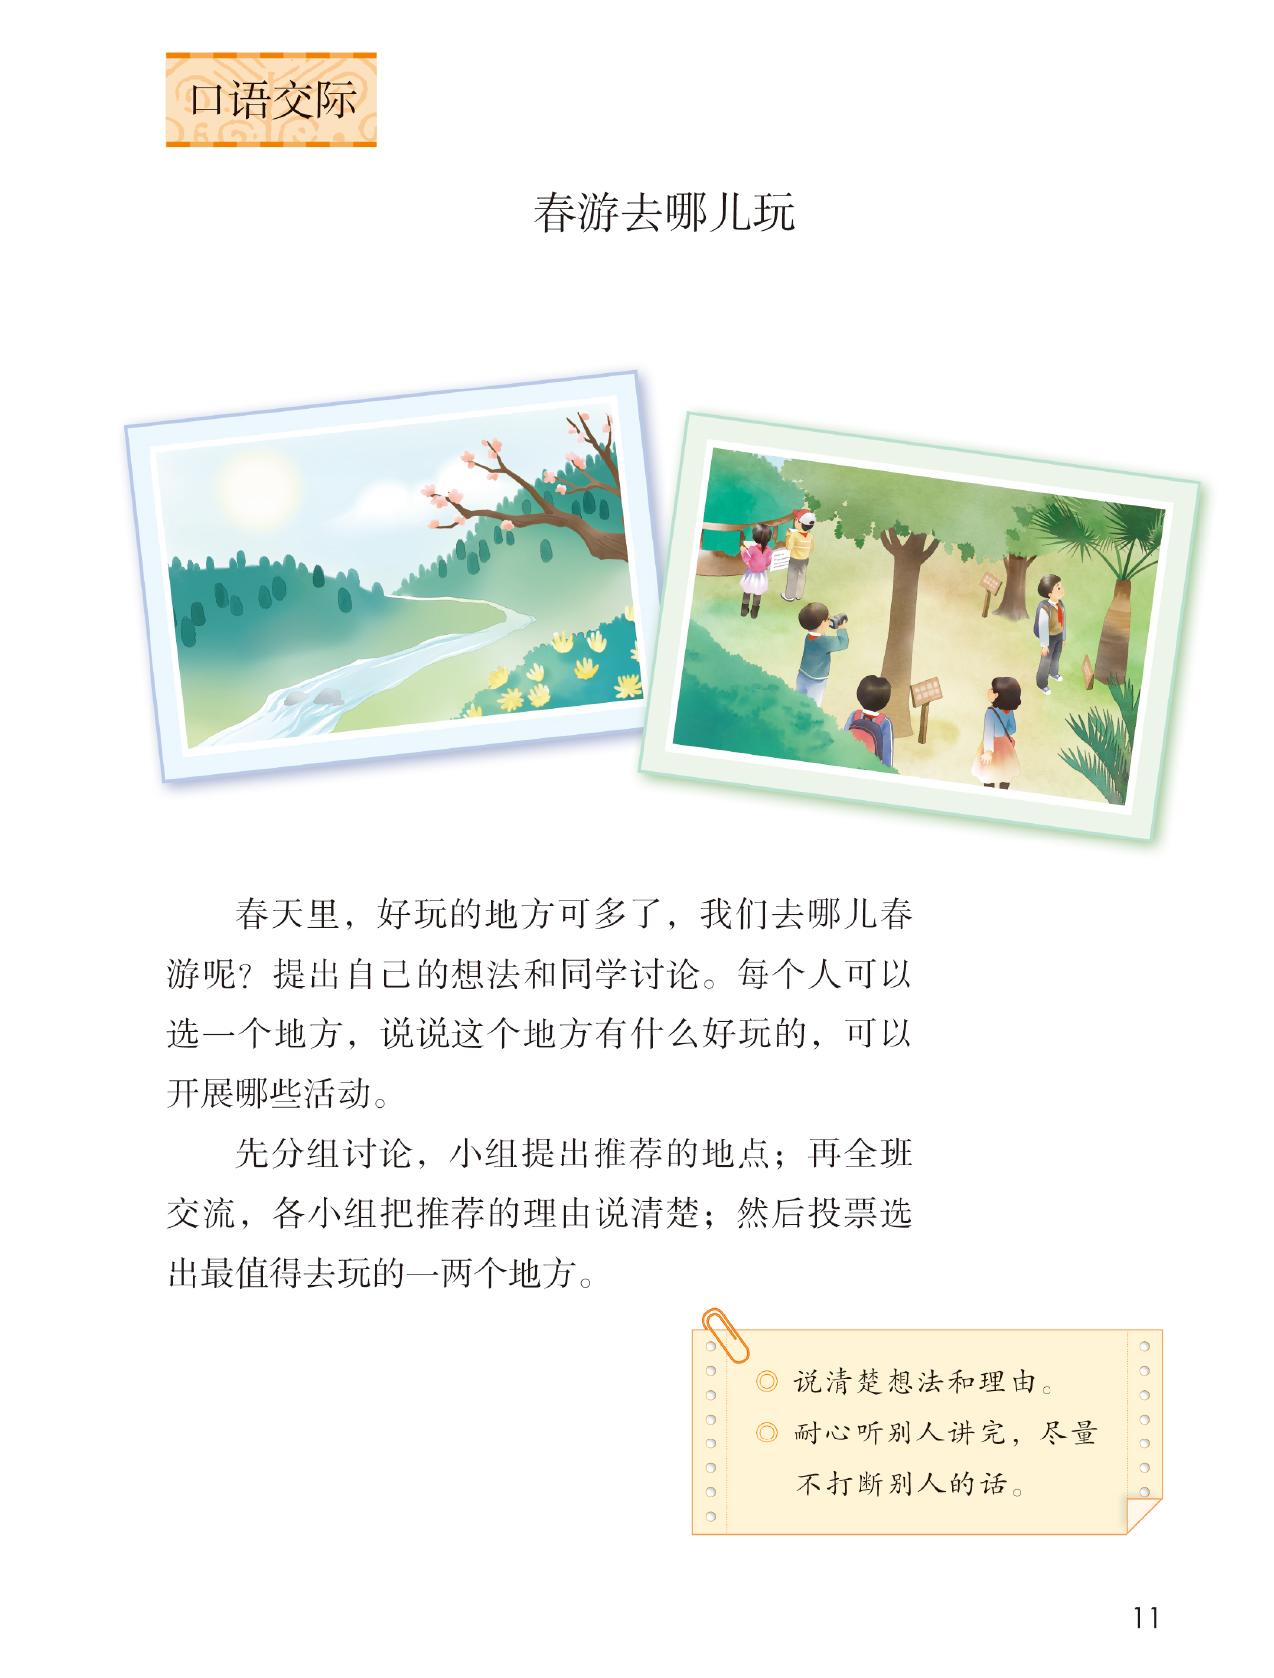 口语交际
春游去哪儿玩
春天里，好玩的地方可多了，我们去哪儿春
游呢？提出自己的想法和同学讨论。每个人可以
选一个地方，说说这个地方有什么好玩的，可以
开展哪些活动。
先分组讨论，小组提出推荐的地点；再全班
交流，各小组把推荐的理由说清楚；然后投票选
出最值得去玩的一两个地方。
◎ 说清楚想法和理由。
◎ 耐心听别人讲完，尽量
不打断别人的话。
11